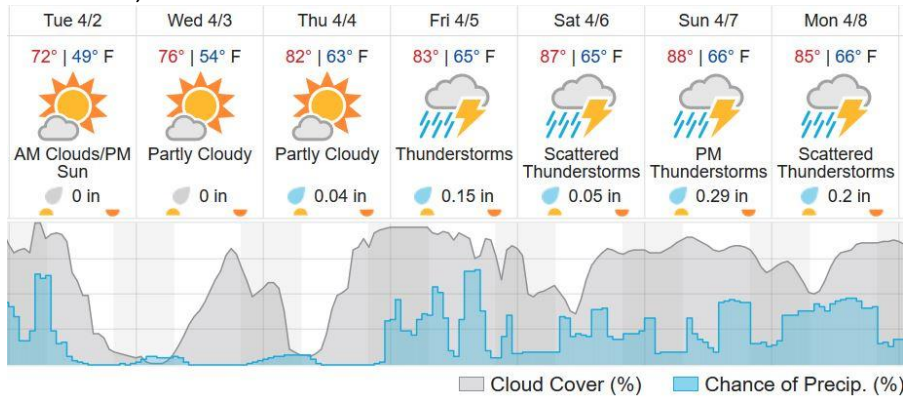 Tue 4/2 Wed 4/3 Thu 4/4 Fri 4/5 Sat 4/6 Sun 4/7 Mon 4/8
72° | 49° F 76° | 54° F 82° | 63° F 83° | 65° F 87° | 65° F 88° | 66° F 85° | 66° F
AM Clouds/PM Partly Cloudy Partly Cloudy Thunderstorms Scattered PM Scattered
Sun Thunderstorms Thunderstorms Thunderstorms
0 in 0 in 0.04 in 0.15 in 0.05 in 0.29 in 0.2 in
Cloud Cover (%) Chance of Precip. (%)